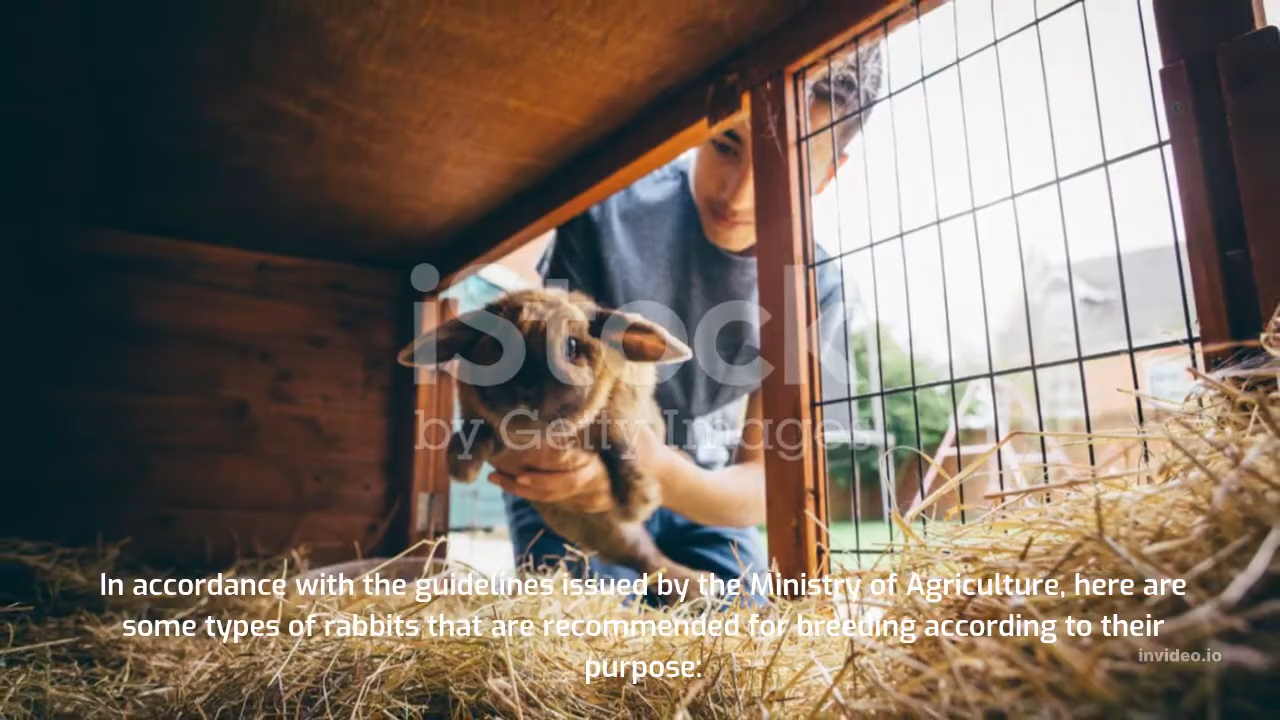 iStock
by Getty Images
In accordance with the guidelines issued by the Ministry of Agriculture, here are
some types of rabbits that are recommended for breeding according to their
purpose:
invideo.io